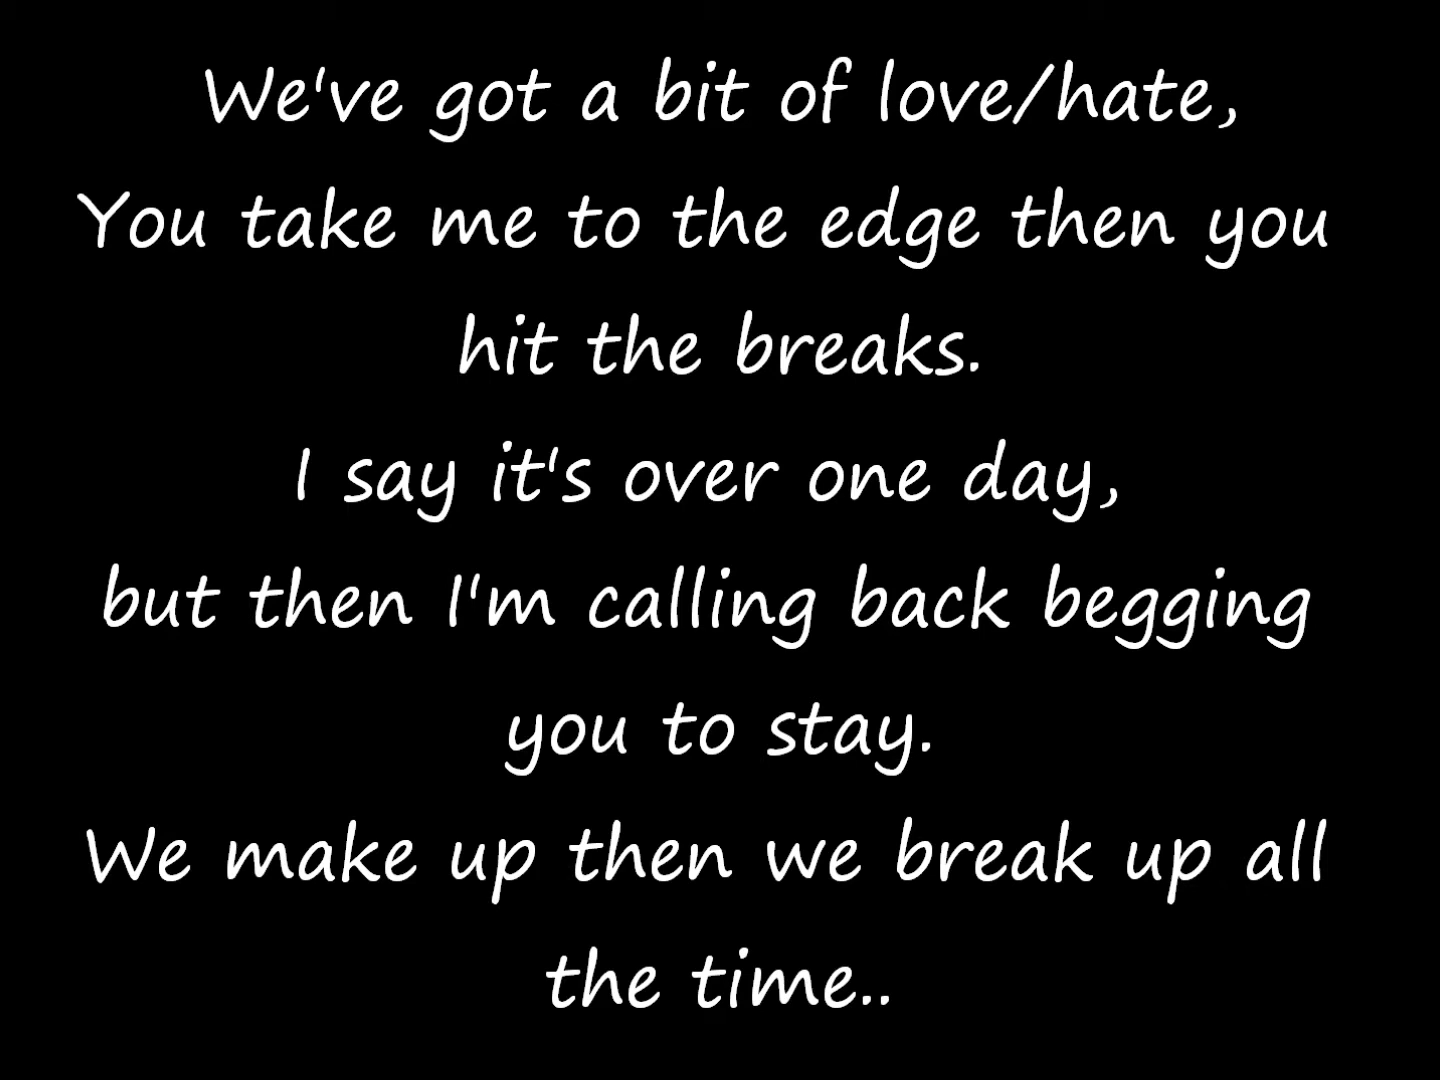 We've got a bit of love/hate,
You take me to the edge then you
hit the breaks.
I say it's over one day,
but then I'm calling back begging
you to stay.
We make up then we break up all
the time..